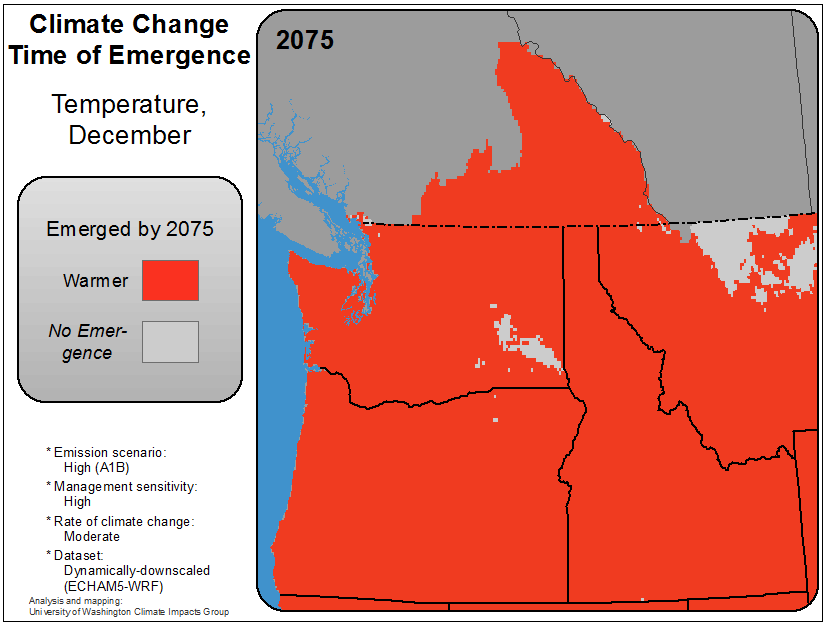 Climate Change
Time of Emergence
Temperature,
December
Emerged by 2075
Warmer
No Emer-
gence
* Emission scenario:
High (A1B)
* Management sensitivity:
High
* Rate of climate change:
Moderate
* Dataset:
Dynamically-downscaled
(ECHAM5-WRF)
Analysis and mapping:
University of Washington Climate Impacts Group
2075